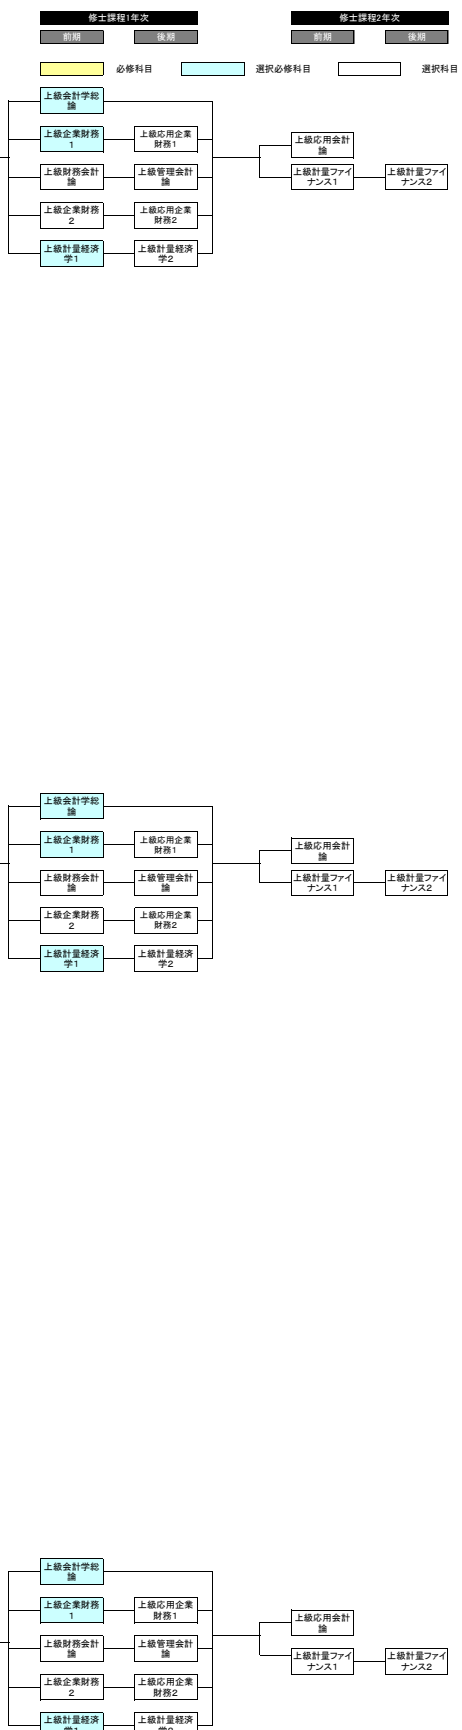 修士課程1年次
修士課程2年次
前期
後期
前期
後期
必修科目
選択必修科目
選択科目
上級会計学総
論
上級企業財務
1
上級応用企業
財務1
上級応用会計
論
上級財務会計
論
上級管理会計
論
上級計量ファイ
ナンス1
上級計量ファイ
ナンス2
上級企業財務
2
上級応用企業
財務2
上級計量経済
学1
上級計量経済
学2
上級会計学総
論
上級企業財務
1
上級応用企業
財務1
上級応用会計
論
上級財務会計
論
上級管理会計
論
上級計量ファイ
ナンス1
上級計量ファイ
ナンス2
上級企業財務
2
上級応用企業
財務2
上級計量経済
学1
上級計量経済
学2
上級会計学総
論
上級企業財務
1
上級応用企業
財務1
上級応用会計
論
上級財務会計
論
上級管理会計
論
上級計量ファイ
ナンス1
上級計量ファイ
ナンス2
上級企業財務
2
上級応用企業
財務2
上級計量経済
上級計量経済